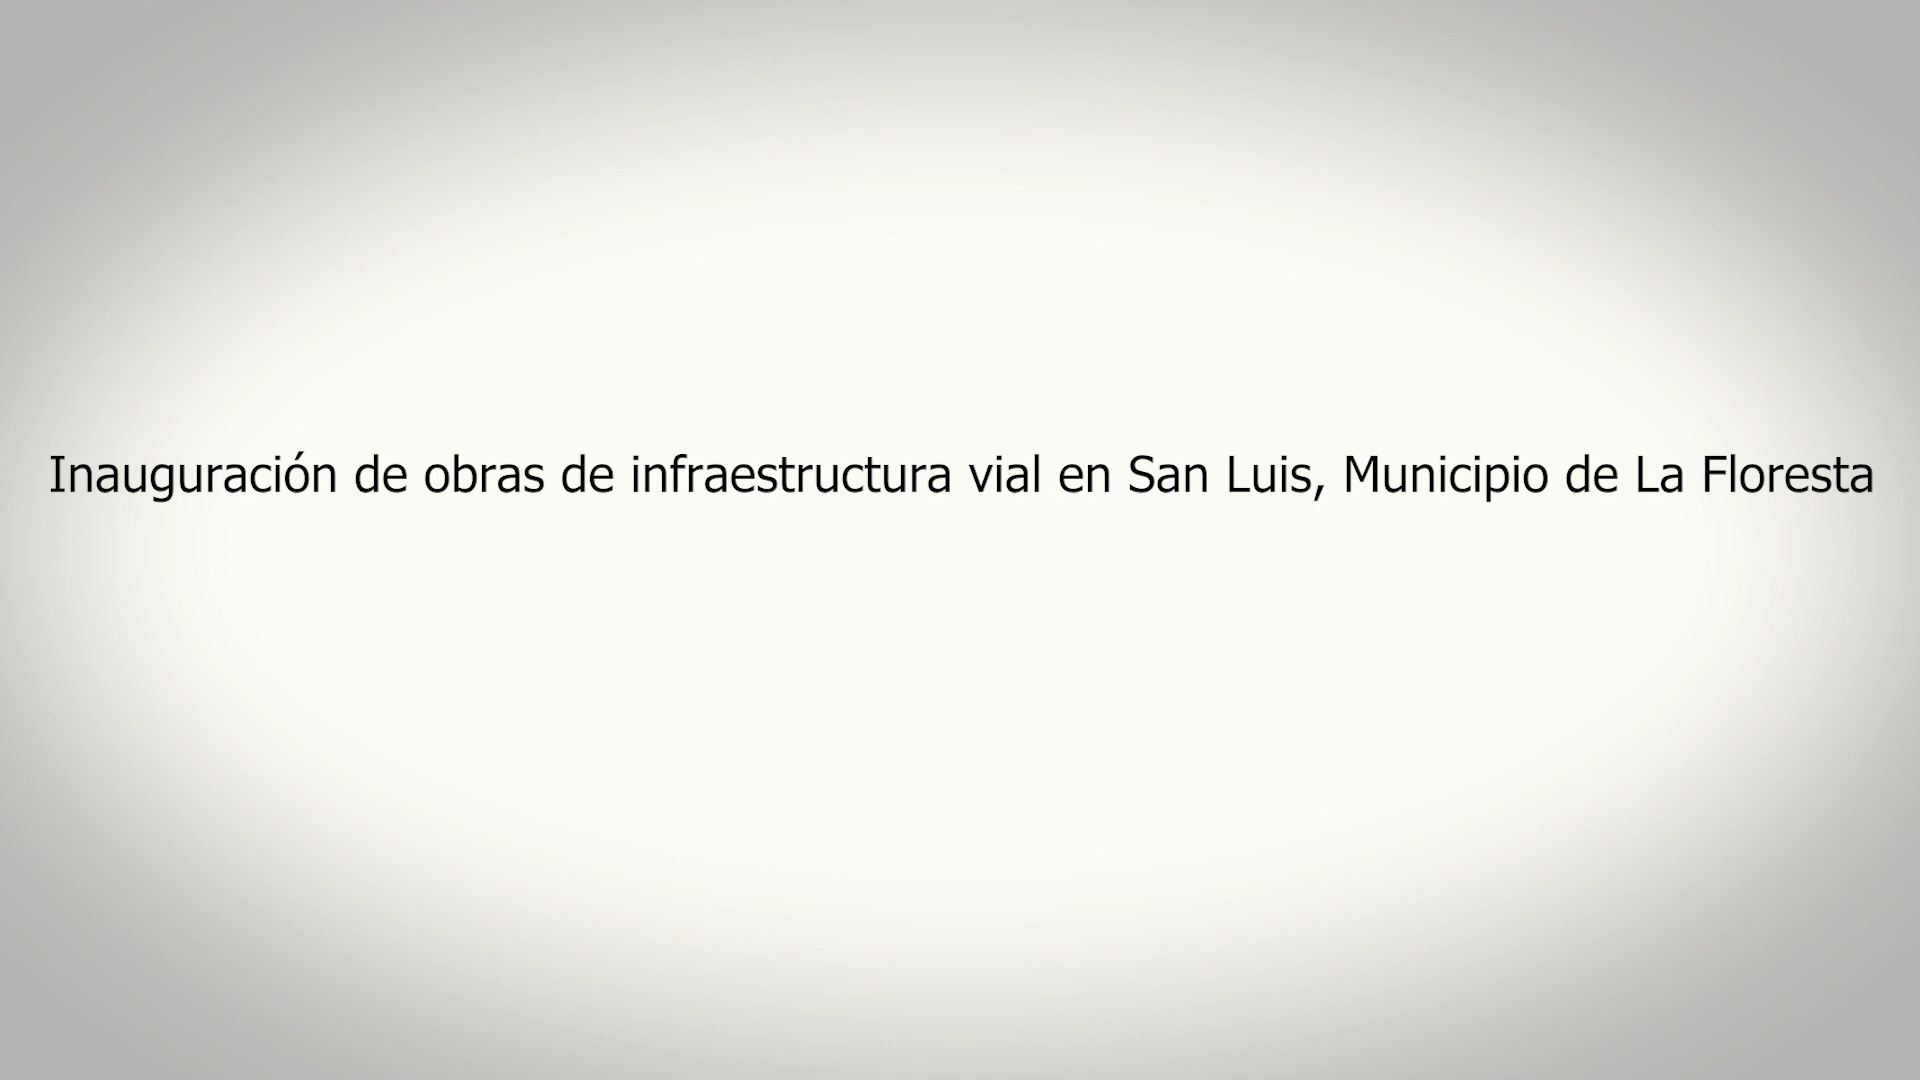 Inauguración de obras de infraestructura vial en San Luis, Municipio de La Floresta